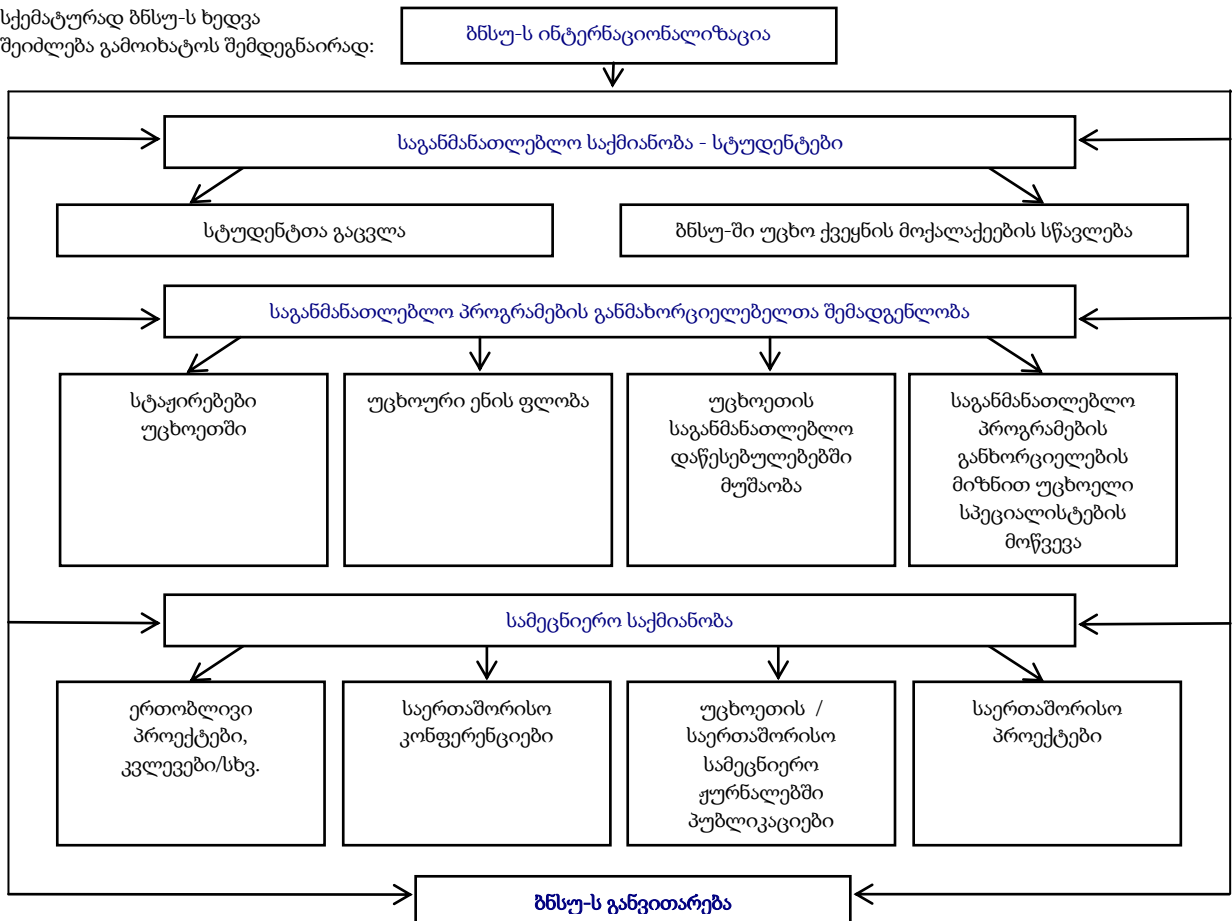 სქემატურად ბნსუ-ს ხედვა
შეიძლება გამოიხატოს შემდეგნაირად:
ბნსუ-ს ინტერნაციონალიზაცია
საგანმანათლებლო საქმიანობა - სტუდენტები
სტუდენტთა გაცვლა
ბნსუ-ში უცხო ქვეყნის მოქალაქეების სწავლება
საგანმანათლებლო პროგრამების განმახორციელებელთა შემადგენლობა
სტაჟირებები
უცხოეთში
უცხოური ენის ფლობა
უცხოეთის
საგანმანათლებლო
დაწესებულებებში
მუშაობა
საგანმანათლებლო
პროგრამების
განხორციელების
მიზნით უცხოელი
სპეციალისტების
მოწვევა
სამეცნიერო საქმიანობა
ერთობლივი
პროექტები,
კვლევები/სხვ.
საერთაშორისო
კონფერენციები
უცხოეთის /
საერთაშორისო
სამეცნიერო
ჟურნალებში
პუბლიკაციები
საერთაშორისო
პროექტები
ბნსუ-ს განვითარება